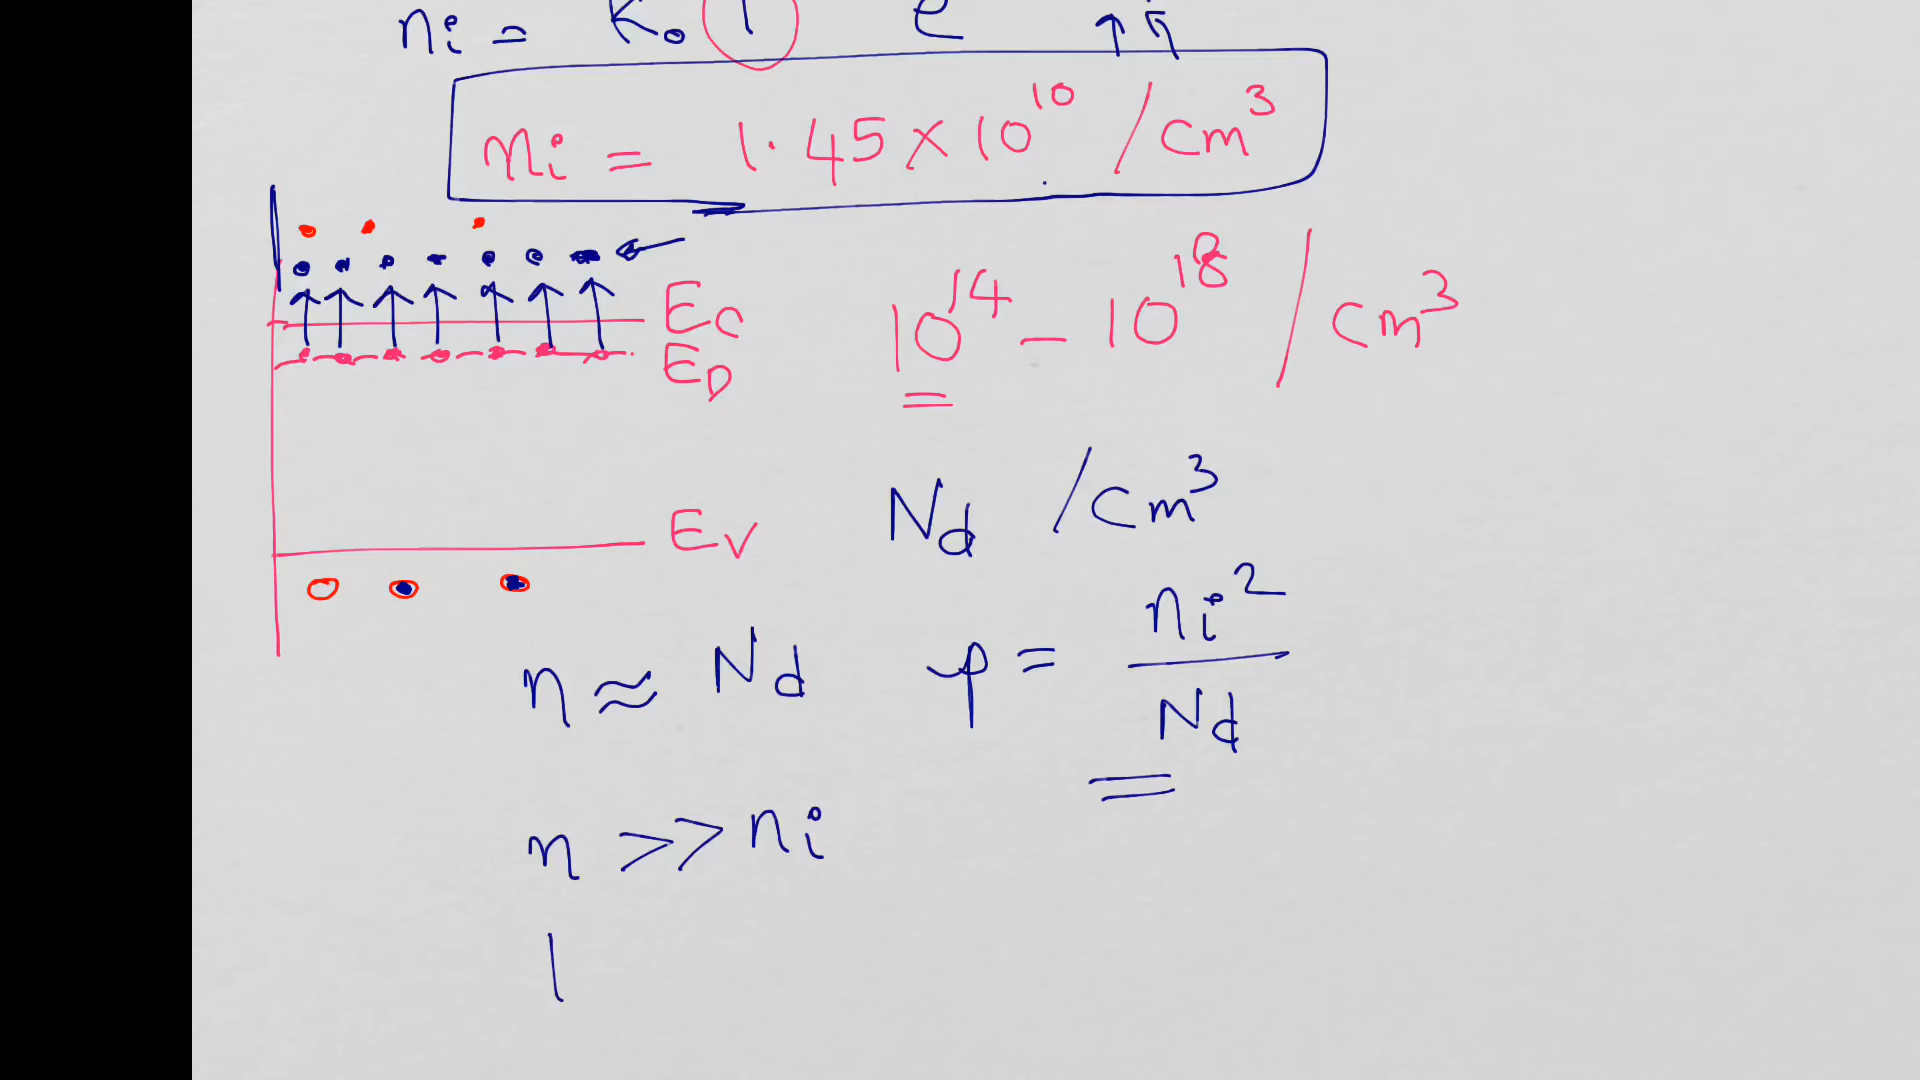 ni = K₀ T e
ni = 1.45 × 10¹⁰ /cm³
Ec
ED
10¹⁴ – 10¹⁸ /cm³
Ev
Nd /cm³
n ≈ Nd p = ni²/Nd
n >> ni